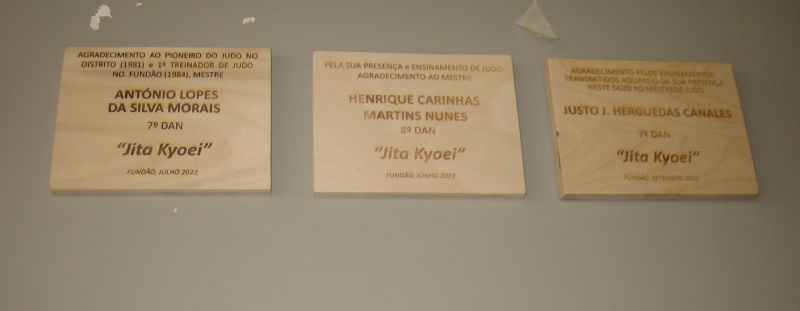 AGRADECIMENTO AO PIONEIRO DO JUDO NO
DISTRITO (1981) e 1º TREINADOR DE JUDO
NO FUNDÃO (1984), MESTRE
ANTÓNIO LOPES
DA SILVA MORAIS
7º DAN
“Jita Kyoei”
FUNDÃO, JULHO 2022
PELA SUA PRESENÇA e ENSINAMENTO DE JUDO
AGRADECIMENTO AO MESTRE
HENRIQUE CARINHAS
MARTINS NUNES
8º DAN
“Jita Kyoei”
FUNDÃO, JUNHO 2022
AGRADECIMENTO PELOS ENSINAMENTOS
TRANSMITIDOS AQUANDO DA SUA PRESENÇA
NESTE DOJO AO MESTRE DE JUDO
JUSTO J. HERGUEDAS CANALES
7º DAN
“Jita Kyoei”
FUNDÃO, SETEMBRO 2022